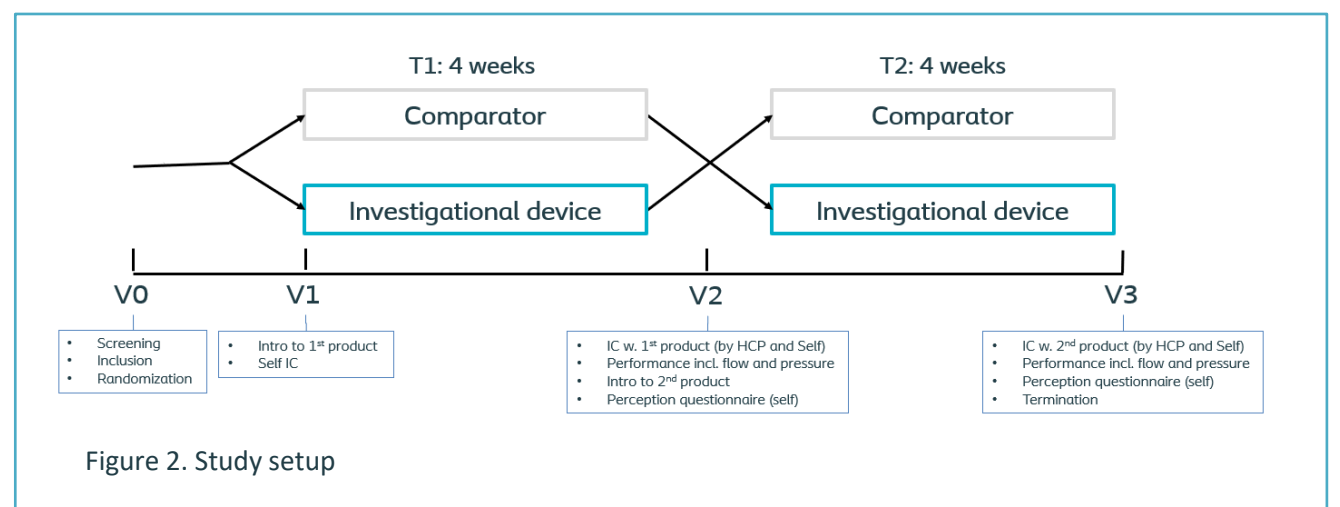 T1: 4 weeks
T2: 4 weeks
Comparator
Comparator
Investigational device
Investigational device
V0
V1
V2
V3
• Screening
• Inclusion
• Randomization
• Intro to 1st product
• Self IC
• IC w. 1st product (by HCP and Self)
• Performance incl. flow and pressure
• Intro to 2nd product
• Perception questionnaire (self)
• IC w. 2nd product (by HCP and Self)
• Performance incl. flow and pressure
• Perception questionnaire (self)
• Termination
Figure 2. Study setup